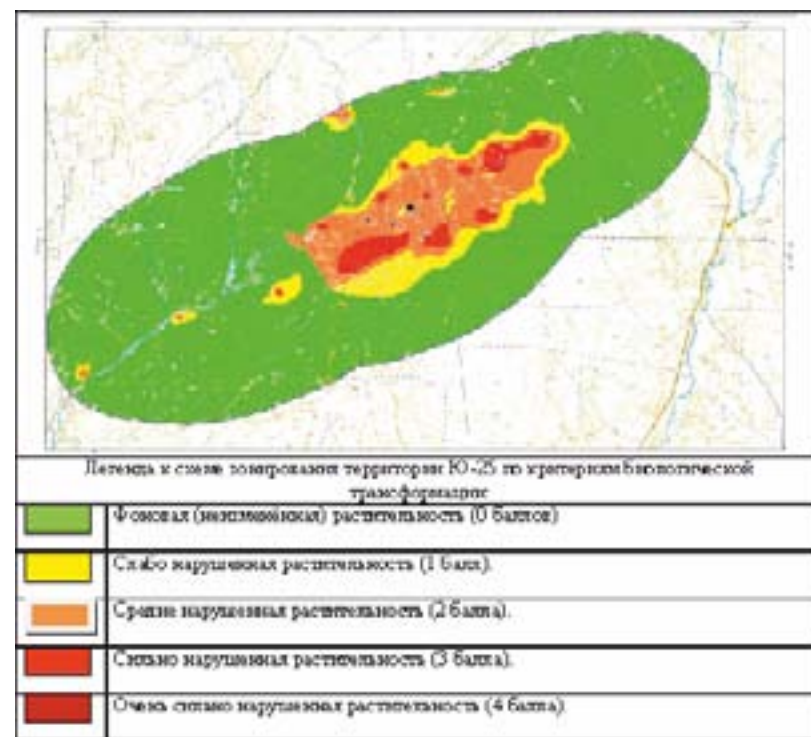 Легенда к схеме зонирования территории Ю-25 по критериям биологической
трансформации
Фоновая (неизменённая) растительность (0 баллов)
Слабо нарушенная растительность (1 балл).
Средне нарушенная растительность (2 балла).
Сильно нарушенная растительность (3 балла).
Очень сильно нарушенная растительность (4 балла).